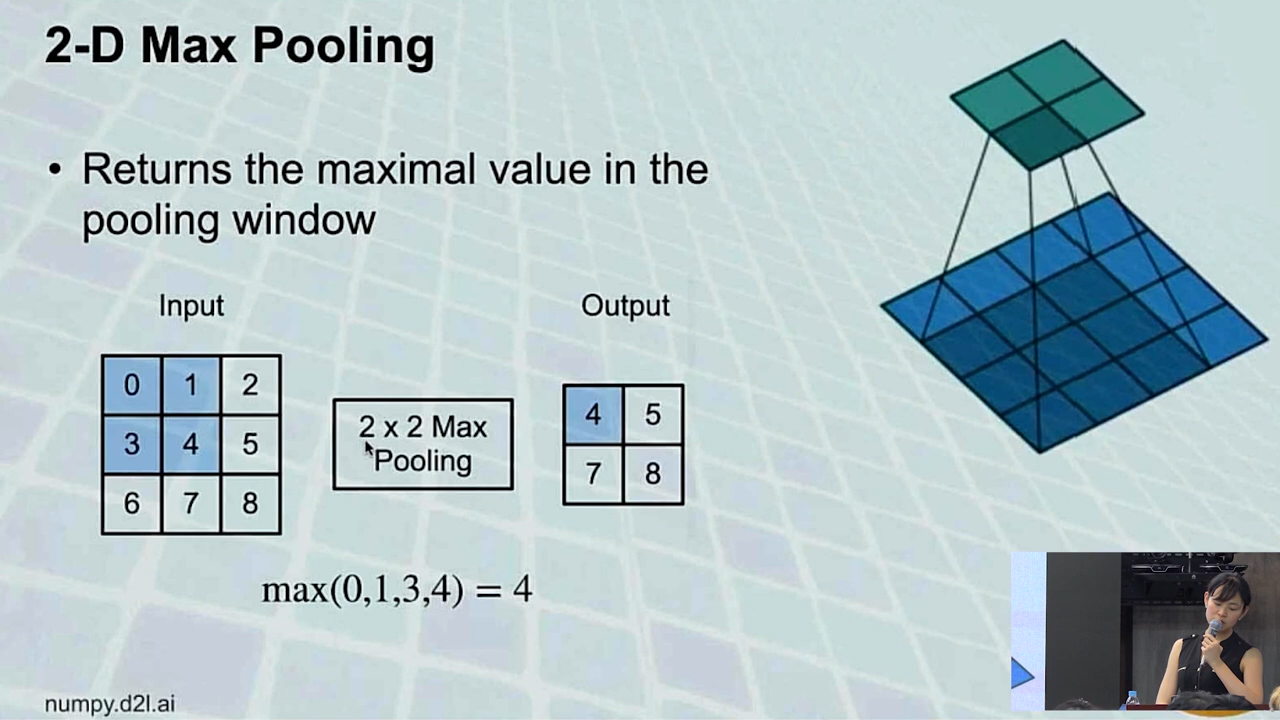 2-D Max Pooling
• Returns the maximal value in the
pooling window
Input
Output
0 1 2
3 4 5
6 7 8
2 x 2 Max
Pooling
4 5
7 8
max(0,1,3,4) = 4
numpy.d2l.ai